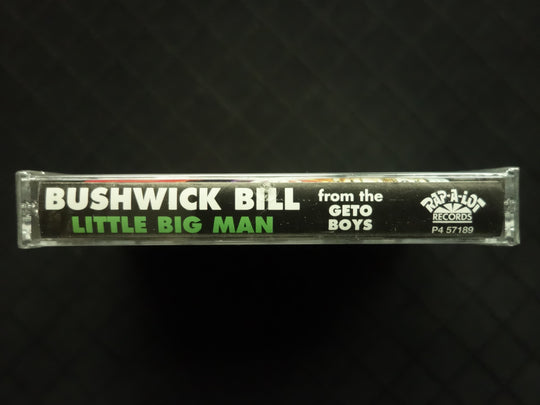 BUSHWICK BILL
LITTLE BIG MAN
from the
GETO
BOYS
RAP-A-LOT
RECORDS
P4 57189